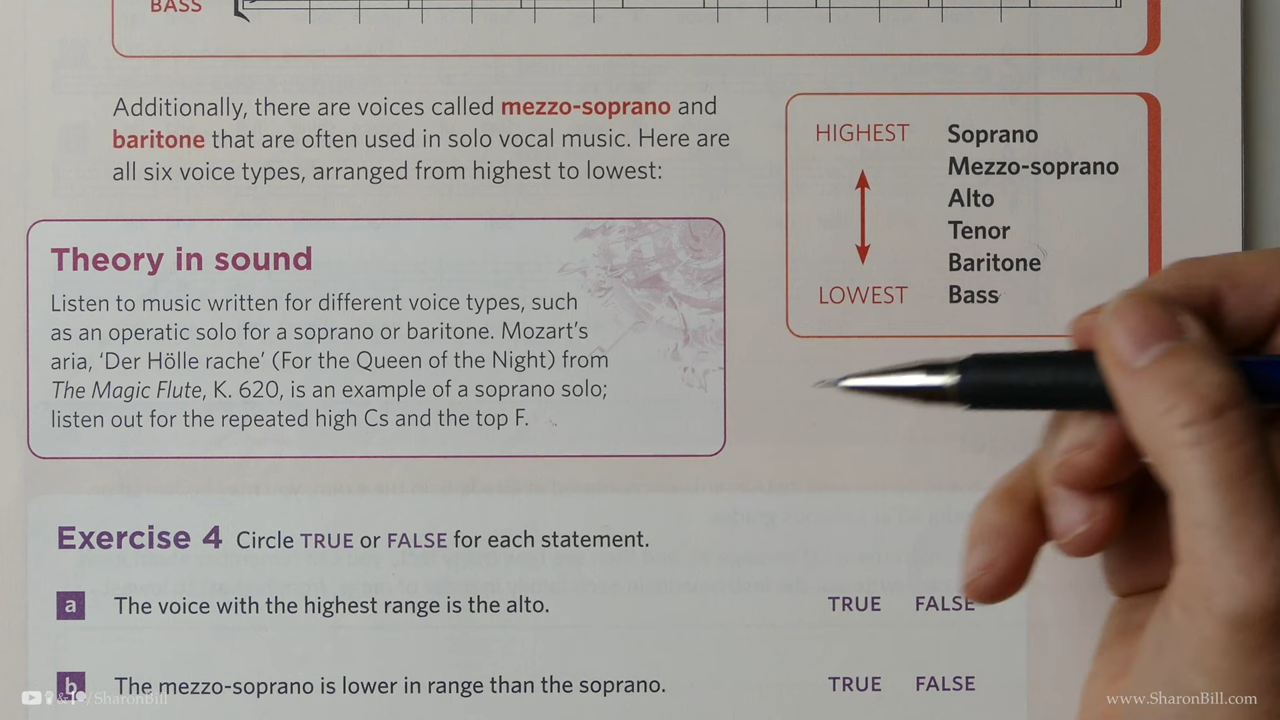 BASS
Additionally, there are voices called mezzo-soprano and
baritone that are often used in solo vocal music. Here are
all six voice types, arranged from highest to lowest:
HIGHEST
LOWEST
Soprano
Mezzo-soprano
Alto
Tenor
Baritone
Bass
Theory in sound
Listen to music written for different voice types, such
as an operatic solo for a soprano or baritone. Mozart's
aria, 'Der Hölle rache' (For the Queen of the Night) from
The Magic Flute, K. 620, is an example of a soprano solo;
listen out for the repeated high Cs and the top F.
Exercise 4 Circle TRUE or FALSE for each statement.
a The voice with the highest range is the alto. TRUE FALSE
b The mezzo-soprano is lower in range than the soprano. TRUE FALSE
& /SharonBill
www.SharonBill.com